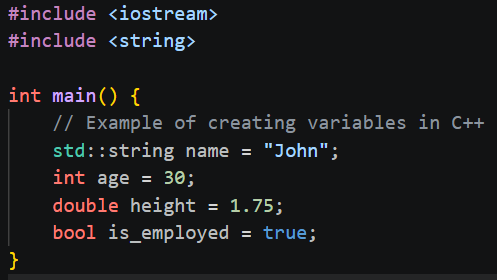 #include <iostream>
#include <string>

int main() {
    // Example of creating variables in C++
    std::string name = "John";
    int age = 30;
    double height = 1.75;
    bool is_employed = true;
}